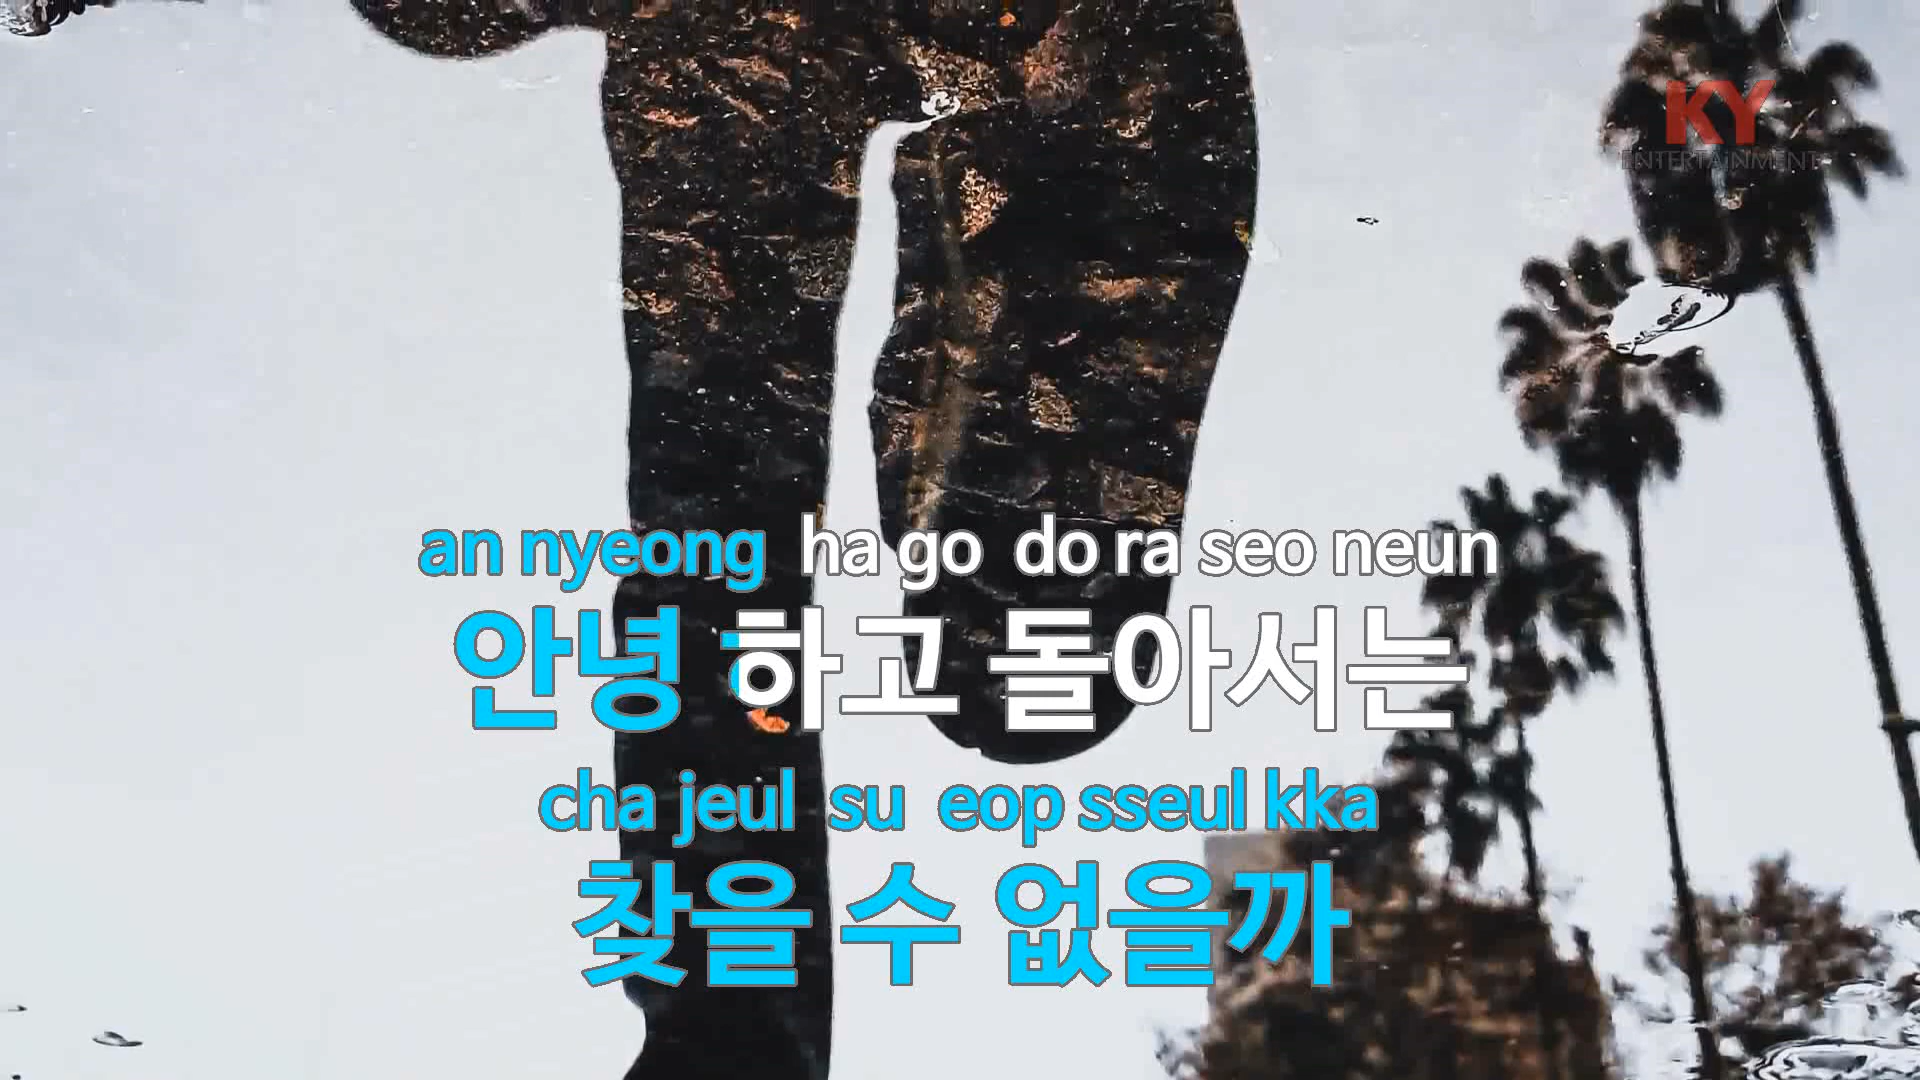 KY
ENTERTAINMENT
an nyeong ha go do ra seo neun
안녕 하고 돌아서는
cha jeul su eop sseul kka
찾을 수 없을까